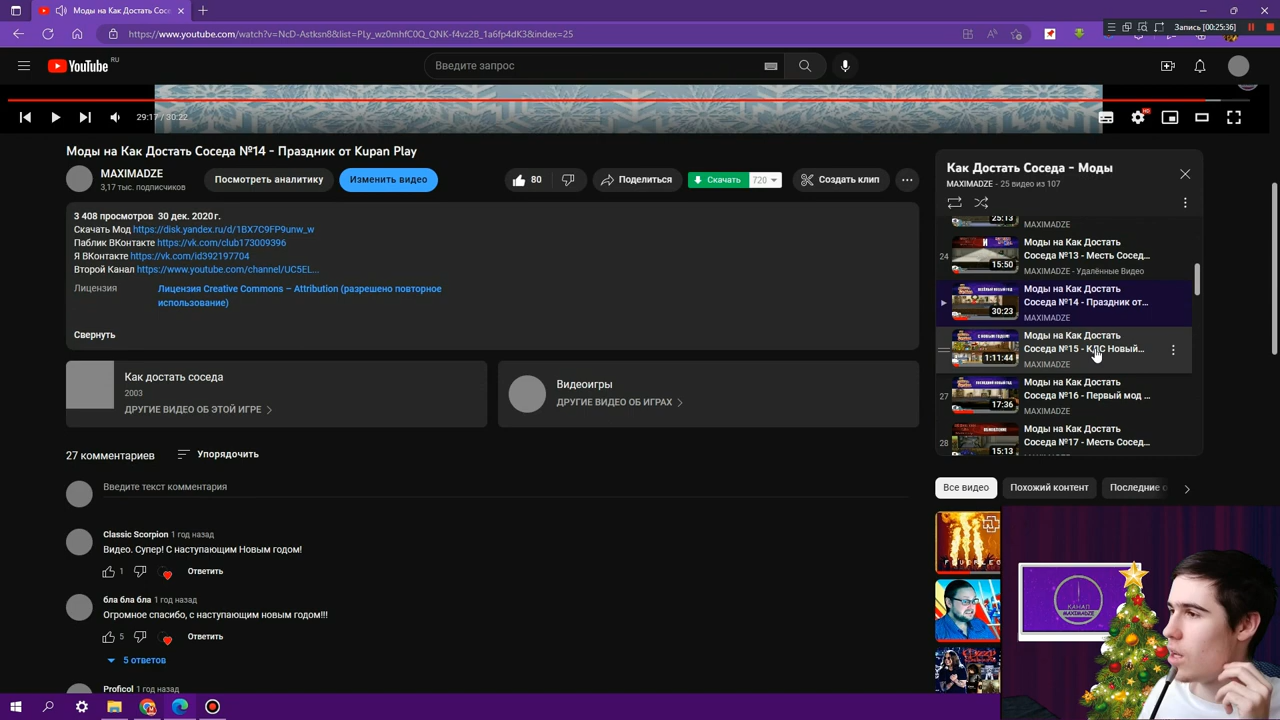 Моды на Как Достать Сосе
Запись [00:25:36]
https://www.youtube.com/watch?v=NcD-Astksn8&list=PLy_wz0mhfC0Q_QNK-f4vz2B_1a6fp4dK3&index=25
YouTube RU
Введите запрос
29:17 / 30:22
HD
Моды на Как Достать Соседа №14 - Праздник от Kupan Play
MAXIMADZE
3,17 тыс. подписчиков
Посмотреть аналитику
Изменить видео
80
Поделиться
Скачать 720
Создать клип
3 408 просмотров 30 дек. 2020 г.
Скачать Мод https://disk.yandex.ru/d/1BX7C9FP9unw_w
Паблик ВКонтакте https://vk.com/club173009396
Я ВКонтакте https://vk.com/id392197704
Второй Канал https://www.youtube.com/channel/UC5EL...
Лицензия Лицензия Creative Commons – Attribution (разрешено повторное
использование)
Свернуть
Как достать соседа
2003
ДРУГИЕ ВИДЕО ОБ ЭТОЙ ИГРЕ
Видеоигры
ДРУГИЕ ВИДЕО ОБ ИГРАХ
27 комментариев
Упорядочить
Введите текст комментария
Classic Scorpion 1 год назад
Видео. Супер! С наступающим Новым годом!
1
Ответить
бла бла бла 1 год назад
Огромное спасибо, с наступающим новым годом!!!
5
Ответить
5 ответов
Proficol 1 год назад
Как Достать Соседа - Моды
MAXIMADZE - 25 видео из 107
25:13
MAXIMADZE
24
15:50
Моды на Как Достать
Соседа №13 - Месть Сосед...
MAXIMADZE - Удалённые Видео
30:23
Моды на Как Достать
Соседа №14 - Праздник от...
MAXIMADZE
1:11:44
Моды на Как Достать
Соседа №15 - КДС Новый...
MAXIMADZE
27
17:36
Моды на Как Достать
Соседа №16 - Первый мод ...
MAXIMADZE
28
15:13
Моды на Как Достать
Соседа №17 - Месть Сосед...
Все видео
Похожий контент
Последние о
КАНАЛ
MAXIMADZE